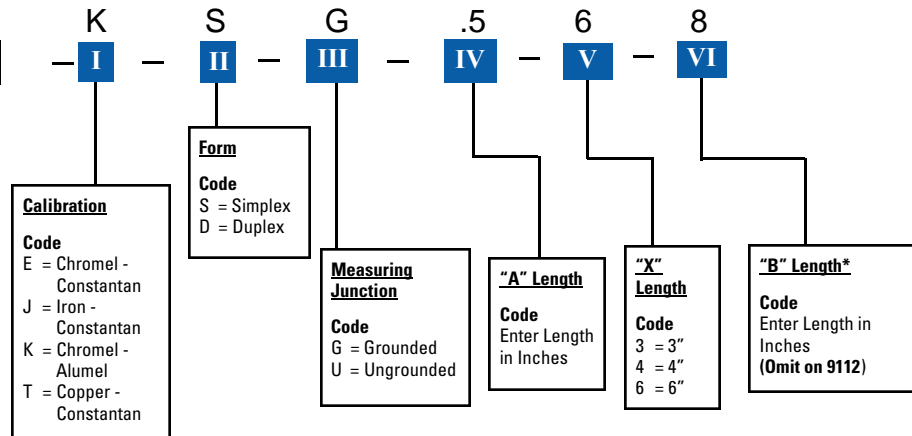 K S G .5 6 8
– I – II – III – IV – V – VI
Form
Code
S = Simplex
D = Duplex
Calibration
Code
E = Chromel -
Constantan
J = Iron -
Constantan
K = Chromel -
Alumel
T = Copper -
Constantan
Measuring
Junction
Code
G = Grounded
U = Ungrounded
“A” Length
Code
Enter Length
in Inches
“X”
Length
Code
3 = 3”
4 = 4”
6 = 6”
“B” Length*
Code
Enter Length in
Inches
(Omit on 9112)